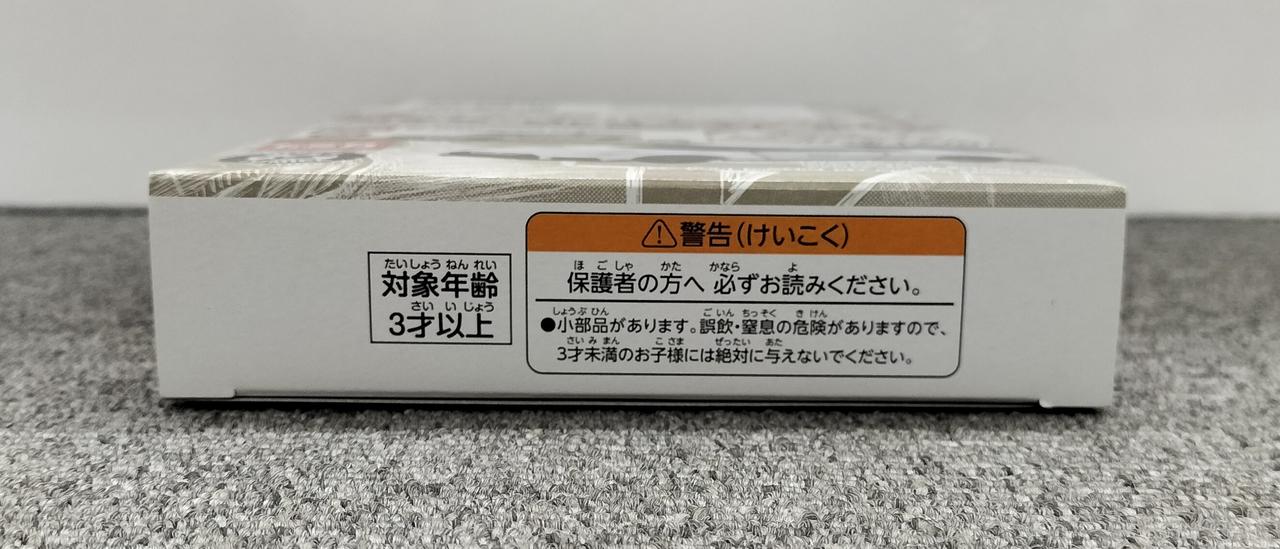 たいしょう ねん れい
対象年齢
さい い じょう
3才以上
警告(けいこく)
ほ ご しゃ かた かなら よ
保護者の方へ 必ずお読みください。
しょうぶ ひん ご いん ちっ そく き けん
●小部品があります。誤飲・窒息の危険がありますので、
さい み まん こ さま ぜったい あた
3才未満のお子様には絶対に与えないでください。